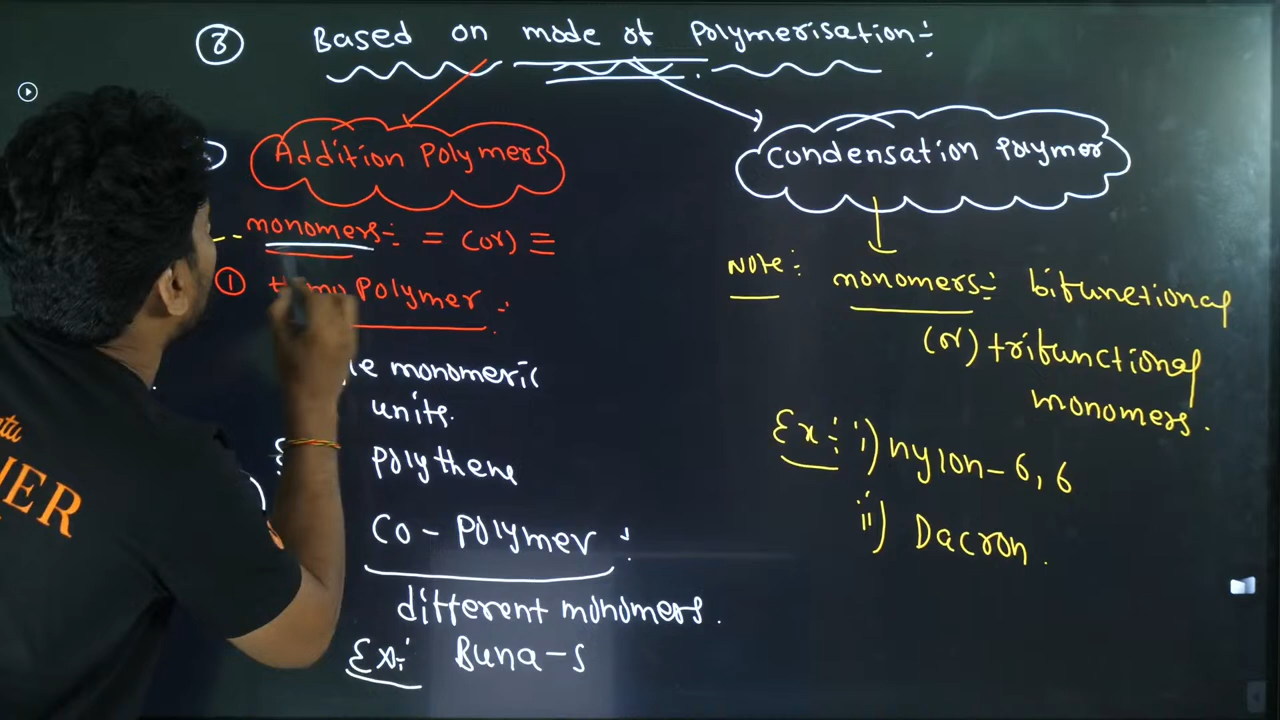 ③ Based on mode of Polymerisation:-
Addition Polymers
monomers:- = (or) ≡
① Polymer :
monomeric
units.
Polythene
Co-Polymer :
different monomers.
Ex: Buna-S
Condensation Polymer
Note: monomers:- bifunctional
(or) trifunctional
monomers.
Ex:- i) nylon-6,6
ii) Dacron.